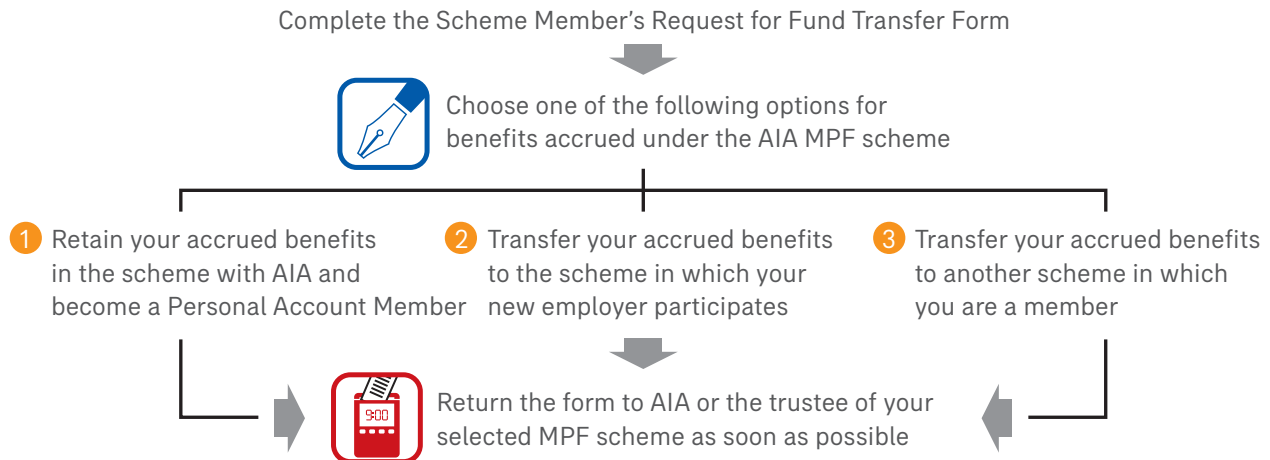 Complete the Scheme Member’s Request for Fund Transfer Form
Choose one of the following options for
benefits accrued under the AIA MPF scheme
1 Retain your accrued benefits
in the scheme with AIA and
become a Personal Account Member
2 Transfer your accrued benefits
to the scheme in which your
new employer participates
3 Transfer your accrued benefits
to another scheme in which
you are a member
9:00
Return the form to AIA or the trustee of your
selected MPF scheme as soon as possible